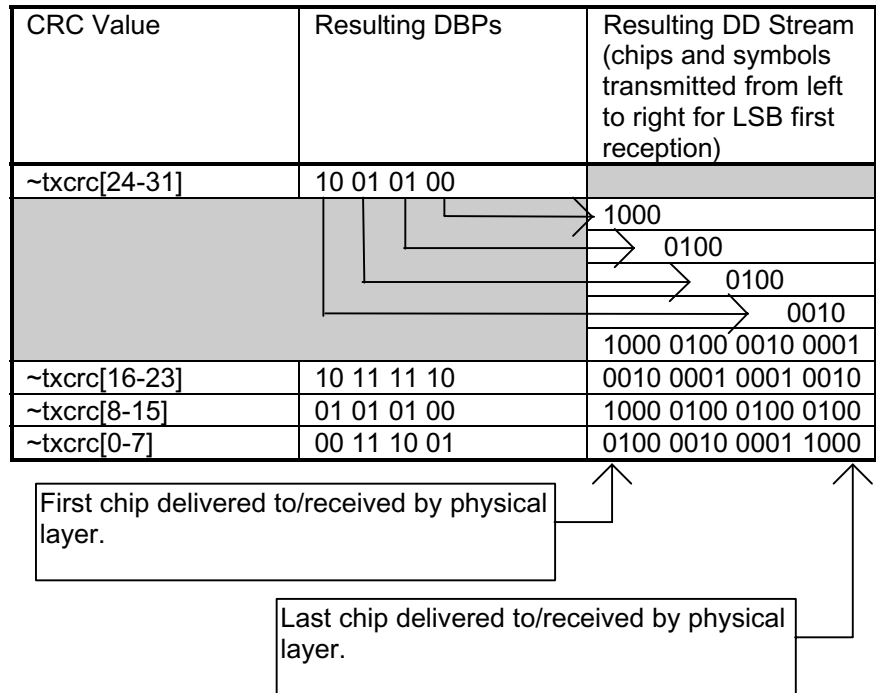 CRC Value
Resulting DBPs
Resulting DD Stream
(chips and symbols
transmitted from left
to right for LSB first
reception)
~txcrc[24-31]
10 01 01 00
1000
0100
0100
0010
1000 0100 0010 0001
~txcrc[16-23]
10 11 11 10
0010 0001 0001 0010
~txcrc[8-15]
01 01 01 00
1000 0100 0100 0100
~txcrc[0-7]
00 11 10 01
0100 0010 0001 1000
First chip delivered to/received by physical
layer.
Last chip delivered to/received by physical
layer.